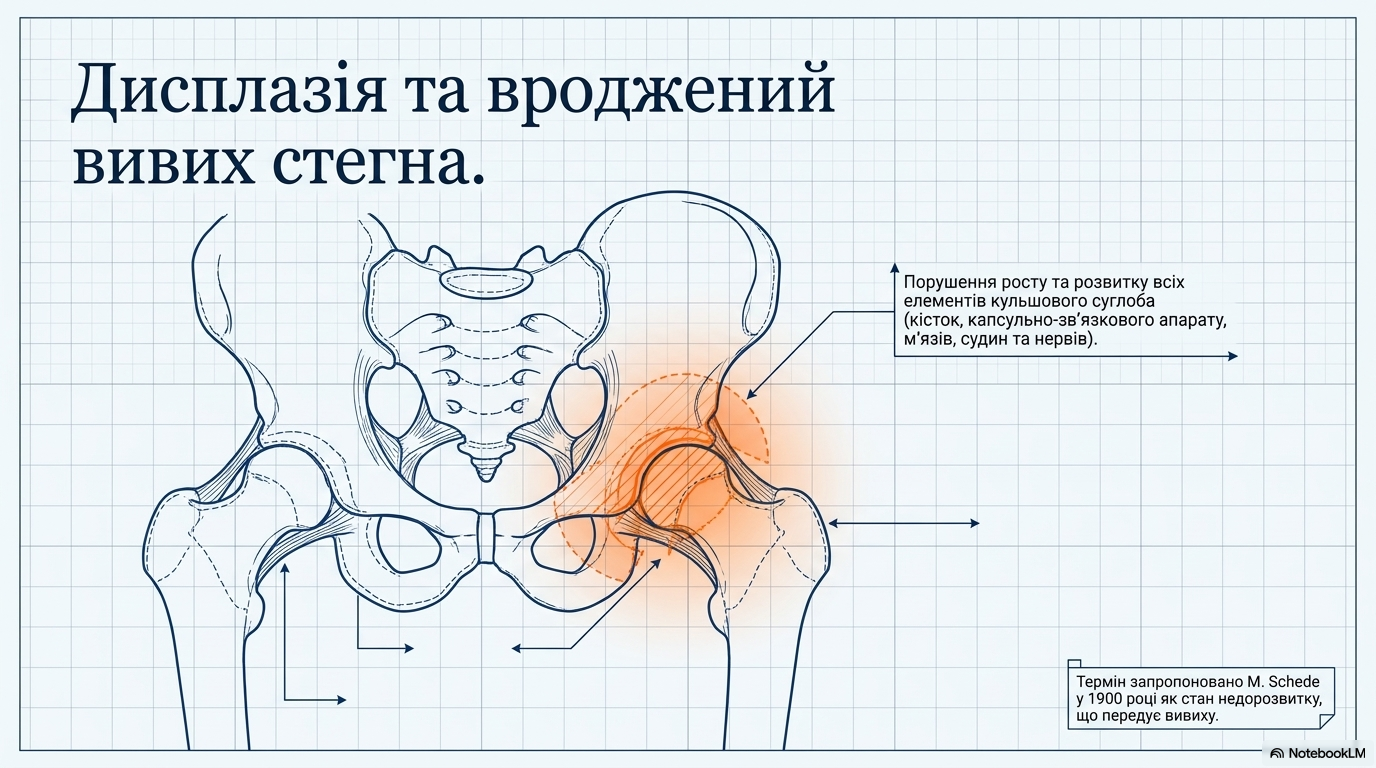 Дисплазія та вроджений
вивих стегна.
Порушення росту та розвитку всіх
елементів кульшового суглоба
(кісток, капсульно-зв’язкового апарату,
м'язів, судин та нервів).
Термін запропоновано M. Schede
у 1900 році як стан недорозвитку,
що передує вивиху.
NotebookLM